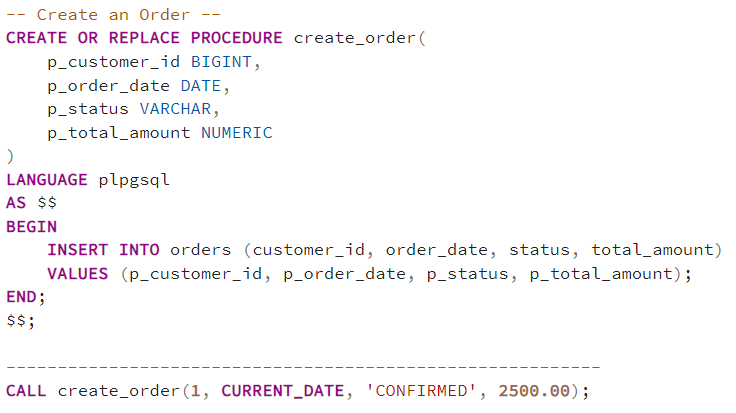 -- Create an Order --
CREATE OR REPLACE PROCEDURE create_order(
    p_customer_id BIGINT,
    p_order_date DATE,
    p_status VARCHAR,
    p_total_amount NUMERIC
)
LANGUAGE plpgsql
AS $$
BEGIN
    INSERT INTO orders (customer_id, order_date, status, total_amount)
    VALUES (p_customer_id, p_order_date, p_status, p_total_amount);
END;
$$;
----------------------------------------------------------
CALL create_order(1, CURRENT_DATE, 'CONFIRMED', 2500.00);